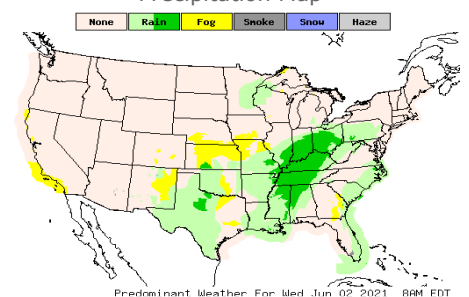 Precipitation Map
None Rain Fog Smoke Snow Haze
Predominant Weather For Wed Jun 02 2021 8AM EDT